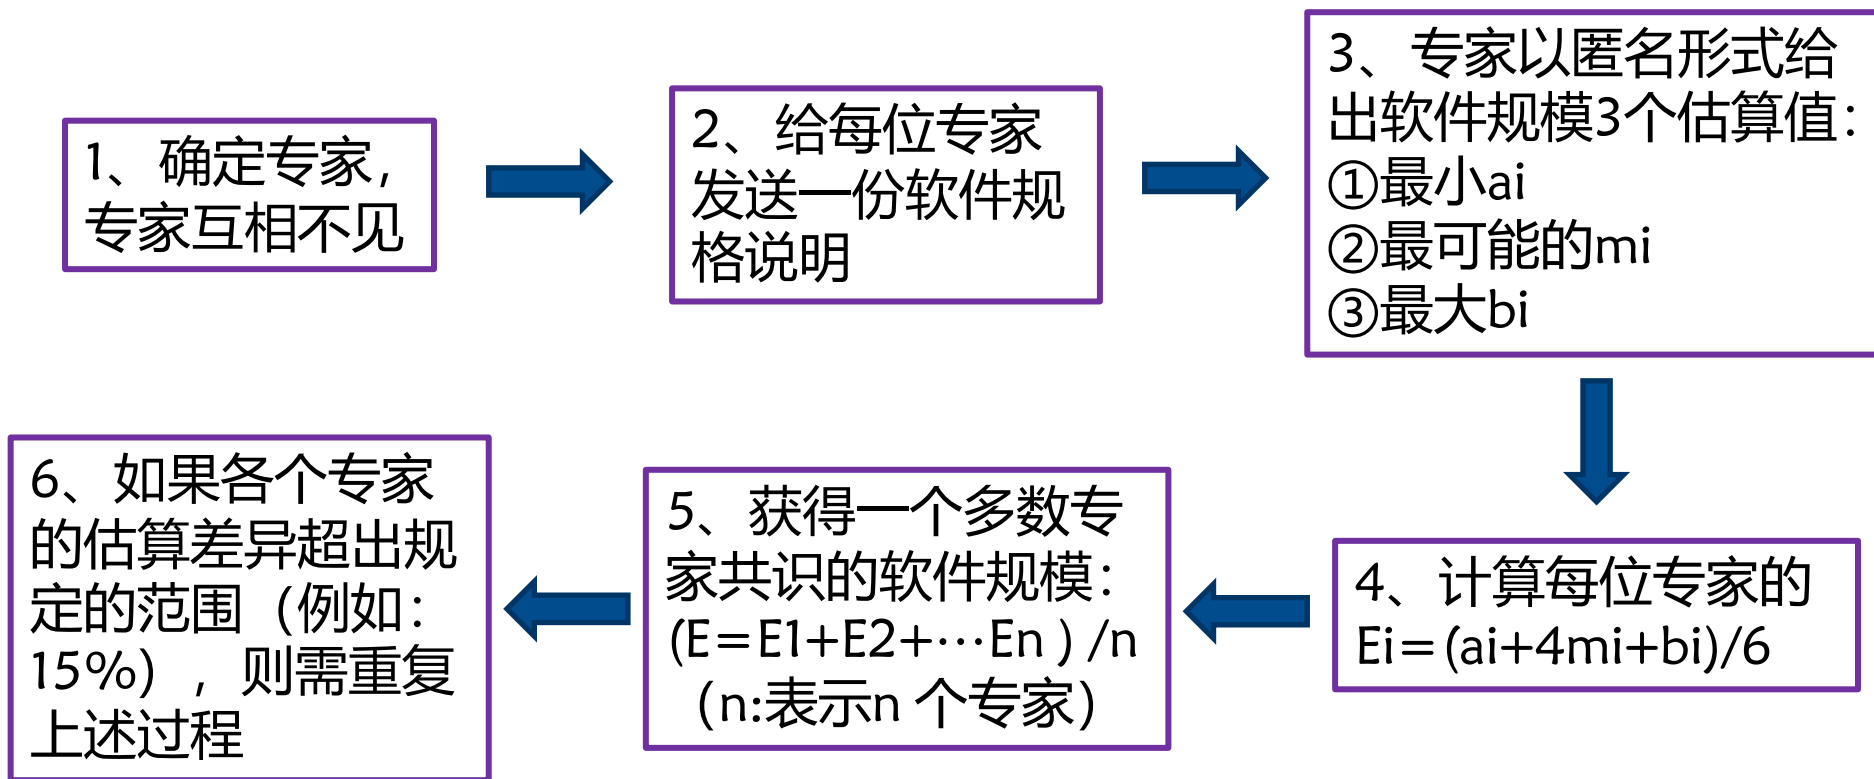 1、确定专家，
专家互相不见
2、给每位专家
发送一份软件规
格说明
3、专家以匿名形式给
出软件规模3个估算值：
①最小ai
②最可能的mi
③最大bi
4、计算每位专家的
Ei=(ai+4mi+bi)/6
5、获得一个多数专
家共识的软件规模：
(E=E1+E2+…En ) /n
（n:表示n 个专家）
6、如果各个专家
的估算差异超出规
定的范围（例如：
15%），则需重复
上述过程